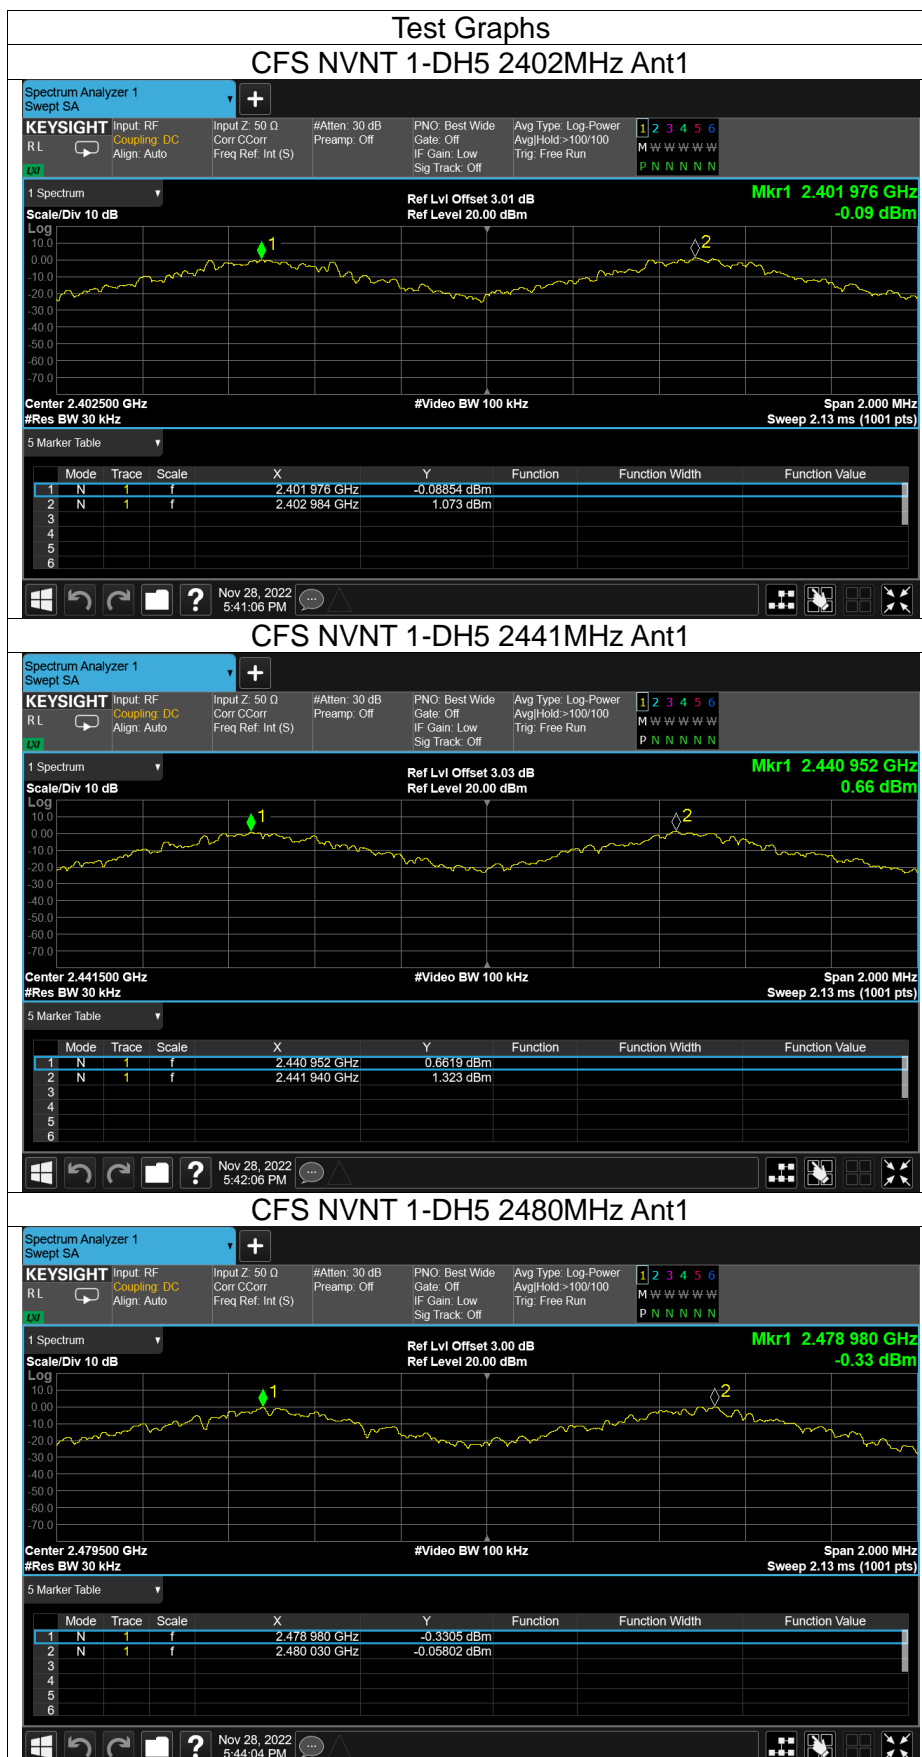 Test Graphs
CFS NVNT 1-DH5 2402MHz Ant1
Spectrum Analyzer 1
Swept SA
+
KEYSIGHT Input: RF Input Z: 50 Ω #Atten: 30 dB PNO: Best Wide Avg Type: Log-Power 1 2 3 4 5 6
RL Coupling: DC Corr CCorr Preamp: Off Gate: Off Avg|Hold:>100/100 M W W W W W
Align: Auto Freq Ref: Int (S) IF Gain: Low Trig: Free Run
LXI Sig Track: Off P N N N N N
1 Spectrum Ref Lvl Offset 3.01 dB Mkr1 2.401 976 GHz
Scale/Div 10 dB Ref Level 20.00 dBm -0.09 dBm
Log
10.0 1 2
0.00
-10.0
-20.0
-30.0
-40.0
-50.0
-60.0
-70.0
Center 2.402500 GHz #Video BW 100 kHz Span 2.000 MHz
#Res BW 30 kHz Sweep 2.13 ms (1001 pts)
5 Marker Table
Mode Trace Scale X Y Function Function Width Function Value
1 N 1 f 2.401 976 GHz -0.08854 dBm
2 N 1 f 2.402 984 GHz 1.073 dBm
3
4
5
6
? Nov 28, 2022
5:41:06 PM
CFS NVNT 1-DH5 2441MHz Ant1
Spectrum Analyzer 1
Swept SA
+
KEYSIGHT Input: RF Input Z: 50 Ω #Atten: 30 dB PNO: Best Wide Avg Type: Log-Power 1 2 3 4 5 6
RL Coupling: DC Corr CCorr Preamp: Off Gate: Off Avg|Hold:>100/100 M W W W W W
Align: Auto Freq Ref: Int (S) IF Gain: Low Trig: Free Run
LXI Sig Track: Off P N N N N N
1 Spectrum Ref Lvl Offset 3.03 dB Mkr1 2.440 952 GHz
Scale/Div 10 dB Ref Level 20.00 dBm 0.66 dBm
Log
10.0 1 2
0.00
-10.0
-20.0
-30.0
-40.0
-50.0
-60.0
-70.0
Center 2.441500 GHz #Video BW 100 kHz Span 2.000 MHz
#Res BW 30 kHz Sweep 2.13 ms (1001 pts)
5 Marker Table
Mode Trace Scale X Y Function Function Width Function Value
1 N 1 f 2.440 952 GHz 0.6619 dBm
2 N 1 f 2.441 940 GHz 1.323 dBm
3
4
5
6
? Nov 28, 2022
5:42:06 PM
CFS NVNT 1-DH5 2480MHz Ant1
Spectrum Analyzer 1
Swept SA
+
KEYSIGHT Input: RF Input Z: 50 Ω #Atten: 30 dB PNO: Best Wide Avg Type: Log-Power 1 2 3 4 5 6
RL Coupling: DC Corr CCorr Preamp: Off Gate: Off Avg|Hold:>100/100 M W W W W W
Align: Auto Freq Ref: Int (S) IF Gain: Low Trig: Free Run
LXI Sig Track: Off P N N N N N
1 Spectrum Ref Lvl Offset 3.00 dB Mkr1 2.478 980 GHz
Scale/Div 10 dB Ref Level 20.00 dBm -0.33 dBm
Log
10.0 1 2
0.00
-10.0
-20.0
-30.0
-40.0
-50.0
-60.0
-70.0
Center 2.479500 GHz #Video BW 100 kHz Span 2.000 MHz
#Res BW 30 kHz Sweep 2.13 ms (1001 pts)
5 Marker Table
Mode Trace Scale X Y Function Function Width Function Value
1 N 1 f 2.478 980 GHz -0.3305 dBm
2 N 1 f 2.480 030 GHz -0.05802 dBm
3
4
5
6
? Nov 28, 2022
5:44:04 PM